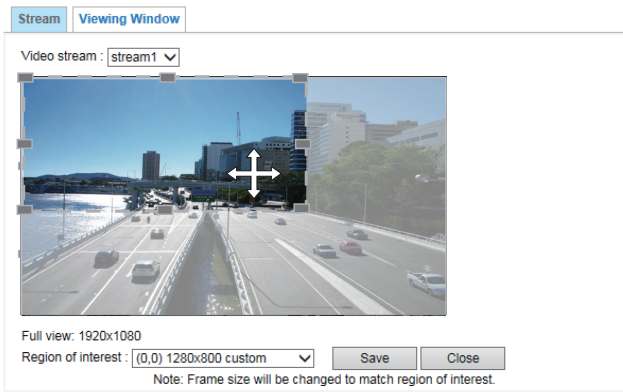 Stream Viewing Window
Video stream : stream1
Full view: 1920x1080
Region of interest : (0,0) 1280x800 custom Save Close
Note: Frame size will be changed to match region of interest.